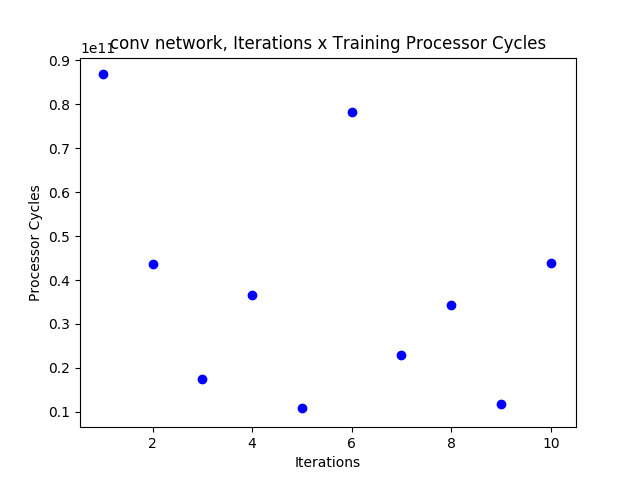 conv network, Iterations x Training Processor Cycles
1e11
0.9
0.8
0.7
0.6
0.5
0.4
0.3
0.2
0.1
Processor Cycles
2 4 6 8 10
Iterations